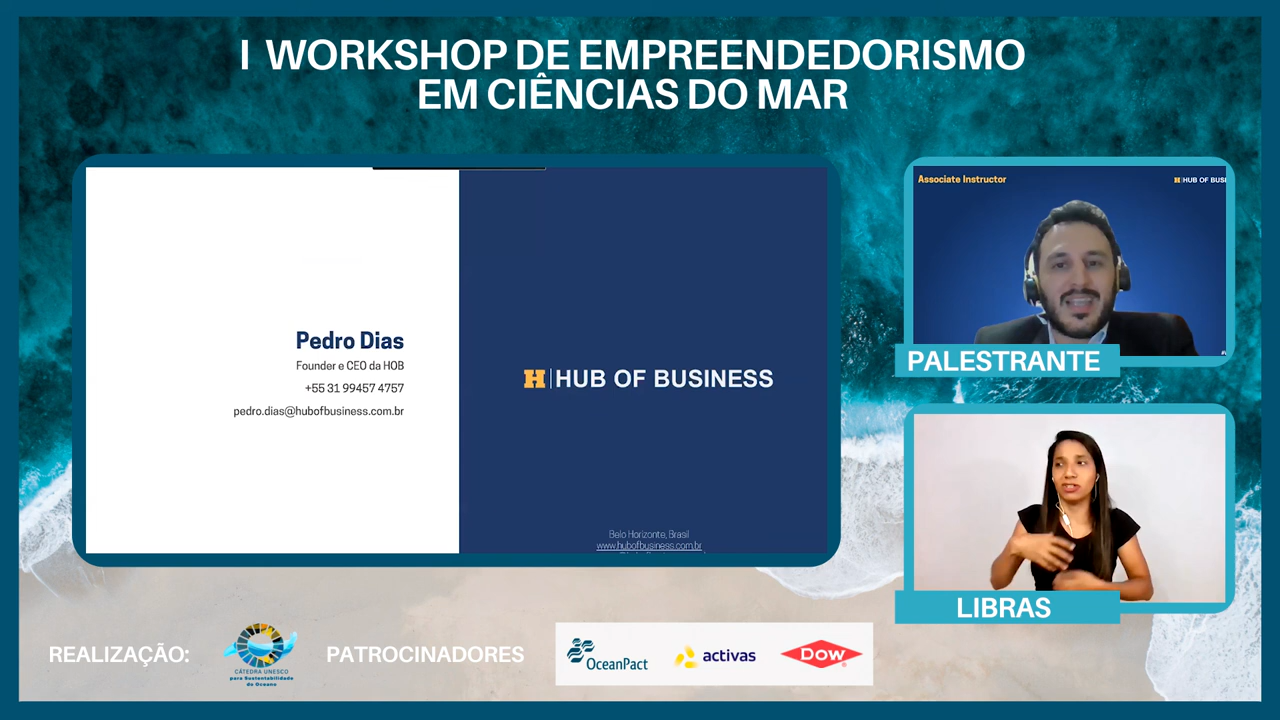 I WORKSHOP DE EMPREENDEDORISMO
EM CIÊNCIAS DO MAR
Pedro Dias
Founder e CEO da HOB
+55 31 99457 4757
pedro.dias@hubofbusiness.com.br
H HUB OF BUSINESS
Belo Horizonte, Brasil
www.hubofbusiness.com.br
Associate Instructor
H HUB OF BUSI
PALESTRANTE
LIBRAS
REALIZAÇÃO:
CÁTEDRA UNESCO
para Sustentabilidade
do Oceano
PATROCINADORES
OceanPact
activas
Dow